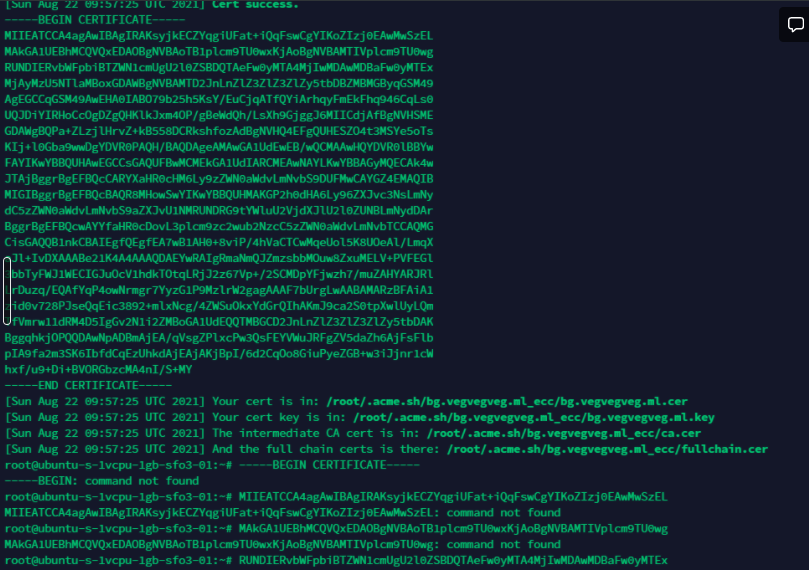 [Sun Aug 22 09:57:25 UTC 2021] Cert success.
-----BEGIN CERTIFICATE-----
MIIEATCCA4agAwIBAgIRAKsyjkECZYqgiUFat+iQqFswCgYIKoZIzj0EAwMwSzEL
MAkGA1UEBhMCQVQxEDAOBgNVBAoTB1plcm9TU0wxKjAoBgNVBAMTIVplcm9TU0wg
RUNDIERvbWFpbiBTZWN1cmUgU2l0ZSBDQTAeFw0yMTA4MjIwMDAwMDBaFw0yMTEx
MjAyMzU5NTlaMBoxGDAWBgNVBAMTD2JnLnZlZ3ZlZ3ZlZy5tbDBZMBMGByqGSM49
AgEGCCqGSM49AwEHA0IABO79b25h5KsY/EuCjqATfQYiArhqyFmEkFhq946CqLs0
UQJDiYIRHoCcOgDZgQHKlkJxm4OP/gBeWdQh/LsXh9GjggJ6MIICdjAfBgNVHSME
GDAWgBQPa+ZLzjlHrvZ+kB558DCRkshfozAdBgNVHQ4EFgQUHESZO4t3MSYe5oTs
KIj+l0Gba9wwDgYDVR0PAQH/BAQDAgeAMAwGA1UdEwEB/wQCMAAwHQYDVR0lBBYw
FAYIKwYBBQUHAwEGCCsGAQUFBwMCMEkGA1UdIARCMEAwNAYLKwYBBAGyMQECAk4w
JTAjBggrBgEFBQcCARYXaHR0cHM6Ly9zZWN0aWdvLmNvbS9DUFMwCAYGZ4EMAQIB
MIGIBggrBgEFBQcBAQR8MHowSwYIKwYBBQUHMAKGP2h0dHA6Ly96ZXJvc3NsLmNy
dC5zZWN0aWdvLmNvbS9aZXJvU1NMRUNDRG9tYWluU2VjdXJlU2l0ZUNBLmNydDAr
BggrBgEFBQcwAYYfaHR0cDovL3plcm9zc2wub2NzcC5zZWN0aWdvLmNvbTCCAQMG
CisGAQQB1nkCBAIEgfQEgfEA7wB1AH0+8viP/4hVaCTCwMqeUol5K8UOeAl/LmqX
Jl+IvDXAAABe21K4A4AAAQDAEYwRAIgRmaNmQJZmzsbbMOuw8ZxuMELV+PVFEGl
bbTyFWJ1WECIGJuOcV1hdkTOtqLRjJ2z67Vp+/2SCMDpYFjwzh7/muZAHYARJRl
rDuzq/EQAfYqP4owNrmgr7YyzG1P9MzlrW2gagAAAF7bUrgLwAABAMARzBFAiA1
id0v728PJseQqEic3892+mlxNcg/4ZWSuOkxYdGrQIhAKmJ9ca2S0tpXwlUyLQm
fVmrw11dRM4D5IgGv2N1i2ZMBoGA1UdEQQTMBGCD2JnLnZlZ3ZlZ3ZlZy5tbDAK
BggqhkjOPQQDAwNpADBmAjEA/qVsgZPlxcPw3QsFEYVWuJRFgZV5daZh6AjFsFlb
pIA9fa2m3SK6IbfdCqEzUhkdAjEAjAKjBpI/6d2CqOo8GiuPyeZGB+w3iJjnr1cW
hxf/u9+Di+BVORGbzcMA4nI/S+MY
-----END CERTIFICATE-----
[Sun Aug 22 09:57:25 UTC 2021] Your cert is in: /root/.acme.sh/bg.vegvegveg.ml_ecc/bg.vegvegveg.ml.cer
[Sun Aug 22 09:57:25 UTC 2021] Your cert key is in: /root/.acme.sh/bg.vegvegveg.ml_ecc/bg.vegvegveg.ml.key
[Sun Aug 22 09:57:25 UTC 2021] The intermediate CA cert is in: /root/.acme.sh/bg.vegvegveg.ml_ecc/ca.cer
[Sun Aug 22 09:57:25 UTC 2021] And the full chain certs is there: /root/.acme.sh/bg.vegvegveg.ml_ecc/fullchain.cer
root@ubuntu-s-1vcpu-1gb-sfo3-01:~# -----BEGIN CERTIFICATE-----
-----BEGIN: command not found
root@ubuntu-s-1vcpu-1gb-sfo3-01:~# MIIEATCCA4agAwIBAgIRAKsyjkECZYqgiUFat+iQqFswCgYIKoZIzj0EAwMwSzEL
MIIEATCCA4agAwIBAgIRAKsyjkECZYqgiUFat+iQqFswCgYIKoZIzj0EAwMwSzEL: command not found
root@ubuntu-s-1vcpu-1gb-sfo3-01:~# MAkGA1UEBhMCQVQxEDAOBgNVBAoTB1plcm9TU0wxKjAoBgNVBAMTIVplcm9TU0wg
MAkGA1UEBhMCQVQxEDAOBgNVBAoTB1plcm9TU0wxKjAoBgNVBAMTIVplcm9TU0wg: command not found
root@ubuntu-s-1vcpu-1gb-sfo3-01:~# RUNDIERvbWFpbiBTZWN1cmUgU2l0ZSBDQTAeFw0yMTA4MjIwMDAwMDBaFw0yMTEx